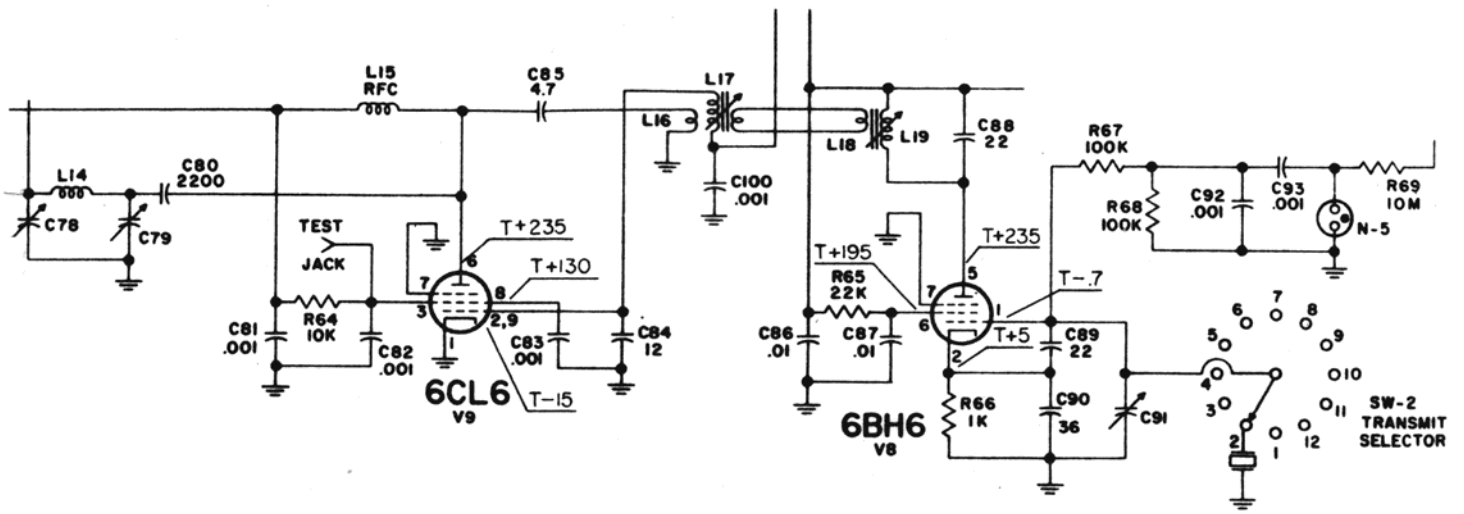 L15
RFC
C85
4.7
L17
L16
L18
L19
C88
22
R67
100K
L14
C80
2200
C100
.001
R68
100K
C92
.001
C93
.001
R69
10M
N-5
C78
C79
TEST
JACK
T+235
T+130
6
7
3
8
2,9
1
T+195
T+235
T-.7
5
7
6
1
2
R65
22K
R64
10K
C81
.001
C82
.001
C83
.001
C84
12
C86
.01
C87
.01
T+5
C89
22
6CL6
V9
T-15
6BH6
V8
R66
1K
C90
36
C91
7
6
8
5
9
4
10
3
11
2
12
1
SW-2
TRANSMIT
SELECTOR